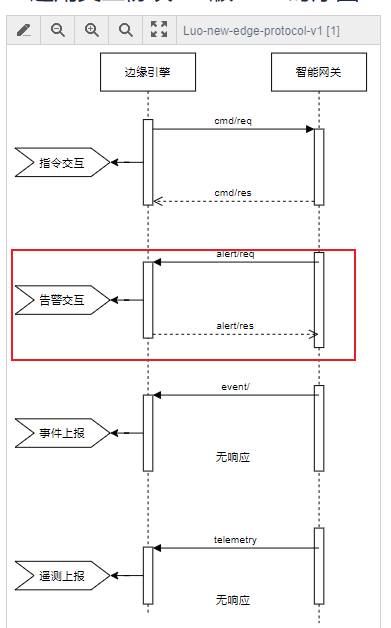 Luo-new-edge-protocol-v1 [1]
边缘引擎
智能网关
cmd/req
指令交互
cmd/res
alert/req
告警交互
alert/res
event/
事件上报
无响应
telemetry
遥测上报
无响应